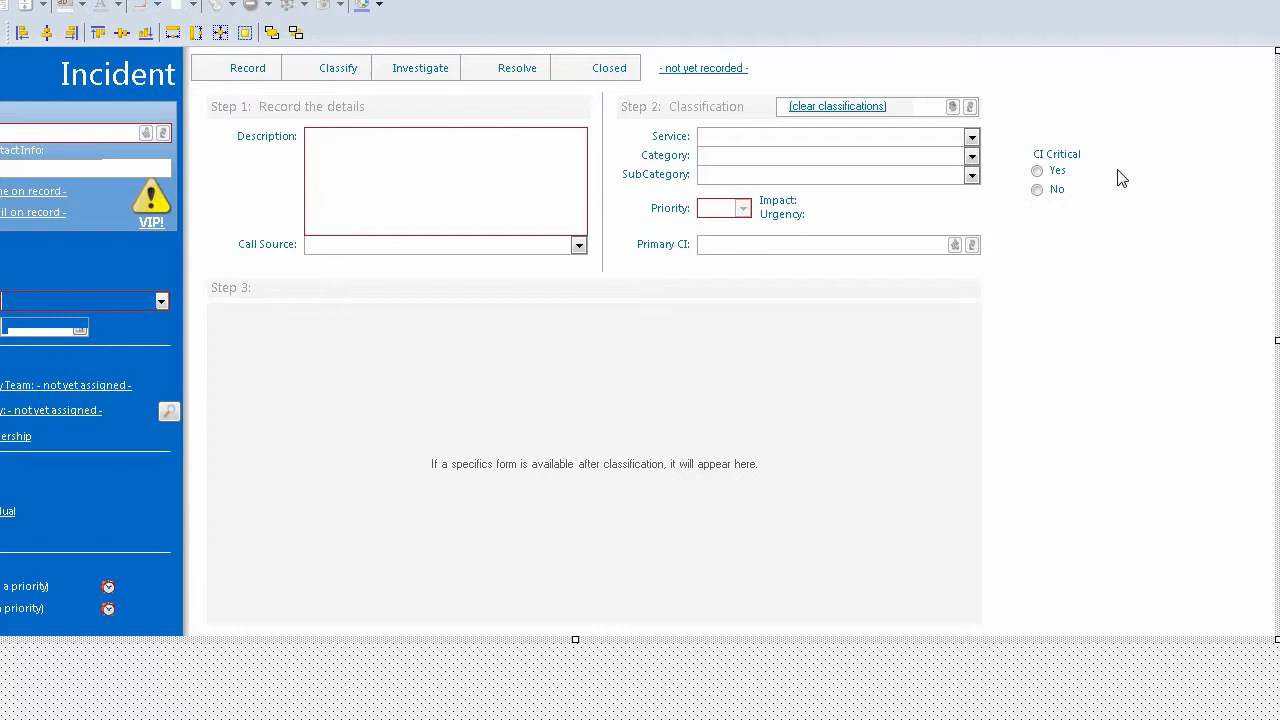 Incident
Record
Classify
Investigate
Resolve
Closed
- not yet recorded -
Step 1: Record the details
Step 2: Classification
[clear classifications]
tactInfo:
ne on record -
il on record -
VIP!
Description:
Call Source:
Service:
Category:
SubCategory:
Priority:
Impact:
Urgency:
Primary CI:
CI Critical
Yes
No
Step 3:
If a specifics form is available after classification, it will appear here.
y Team: - not yet assigned -
y: - not yet assigned -
ership
dual
a priority)
a priority)